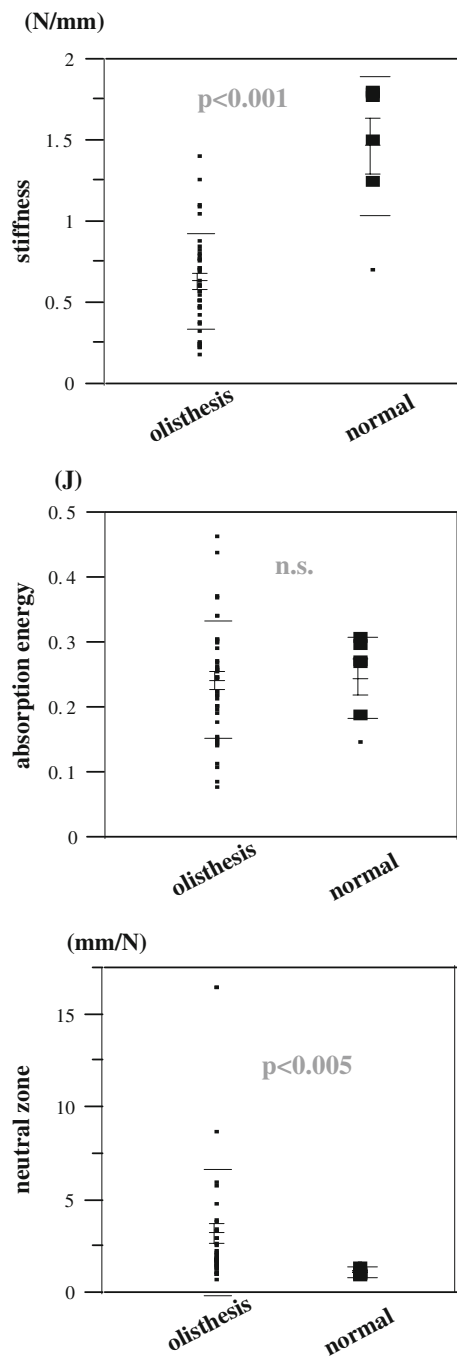 (N/mm)
2
p<0.001
1.5
stiffness
1
0.5
0
olisthesis
normal
(J)
0.5
n.s.
0.4
absorption energy
0.3
0.2
0.1
0
olisthesis
normal
(mm/N)
15
p<0.005
neutral zone
10
5
0
olisthesis
normal